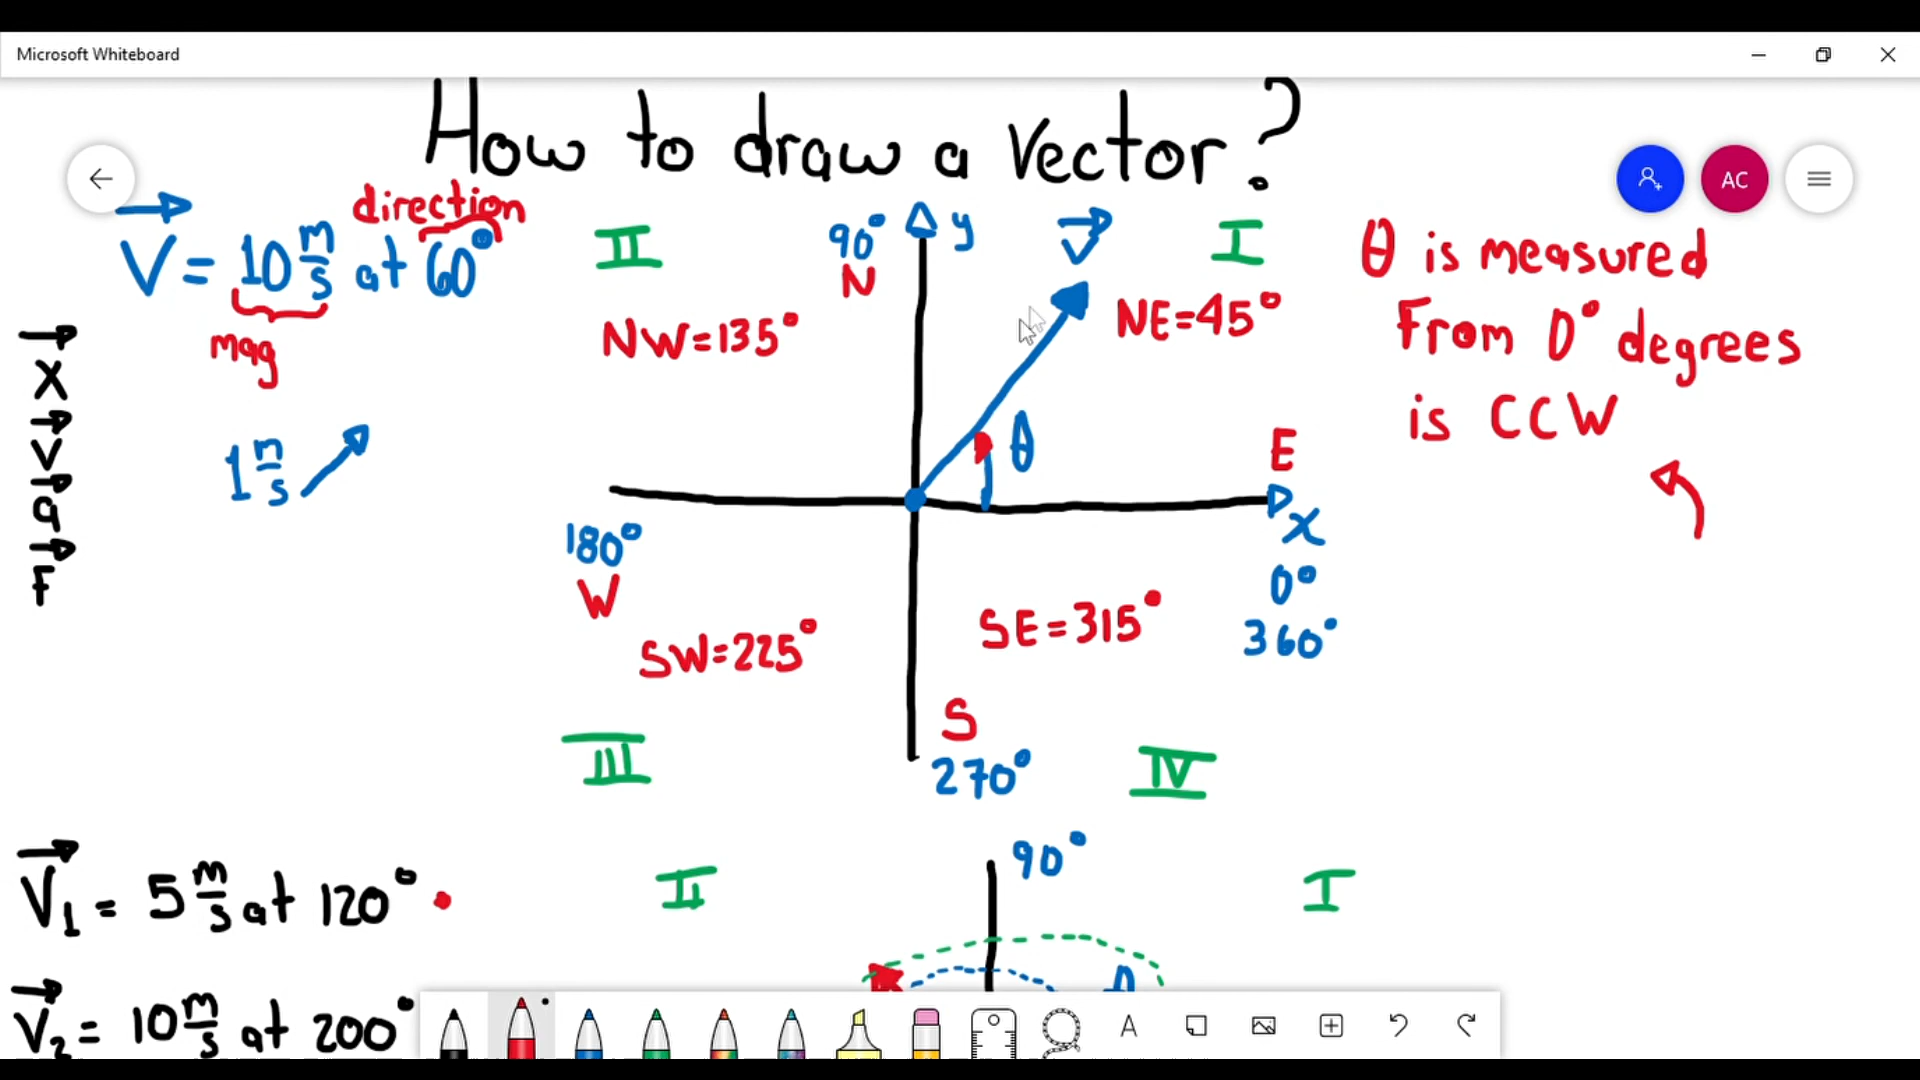 Microsoft Whiteboard
How to draw a Vector?
AC
direction
V = 10 m/s at 60°
mag
1 m/s
X
V
a
F
II
90°
N
y
V
I
NW=135°
NE=45°
θ
E
x
0°
360°
180°
W
SW=225°
SE=315°
S
270°
III
IV
θ is measured
From 0° degrees
is CCW
V1 = 5 m/s at 120°
II
90°
I
V2 = 10 m/s at 200°
A